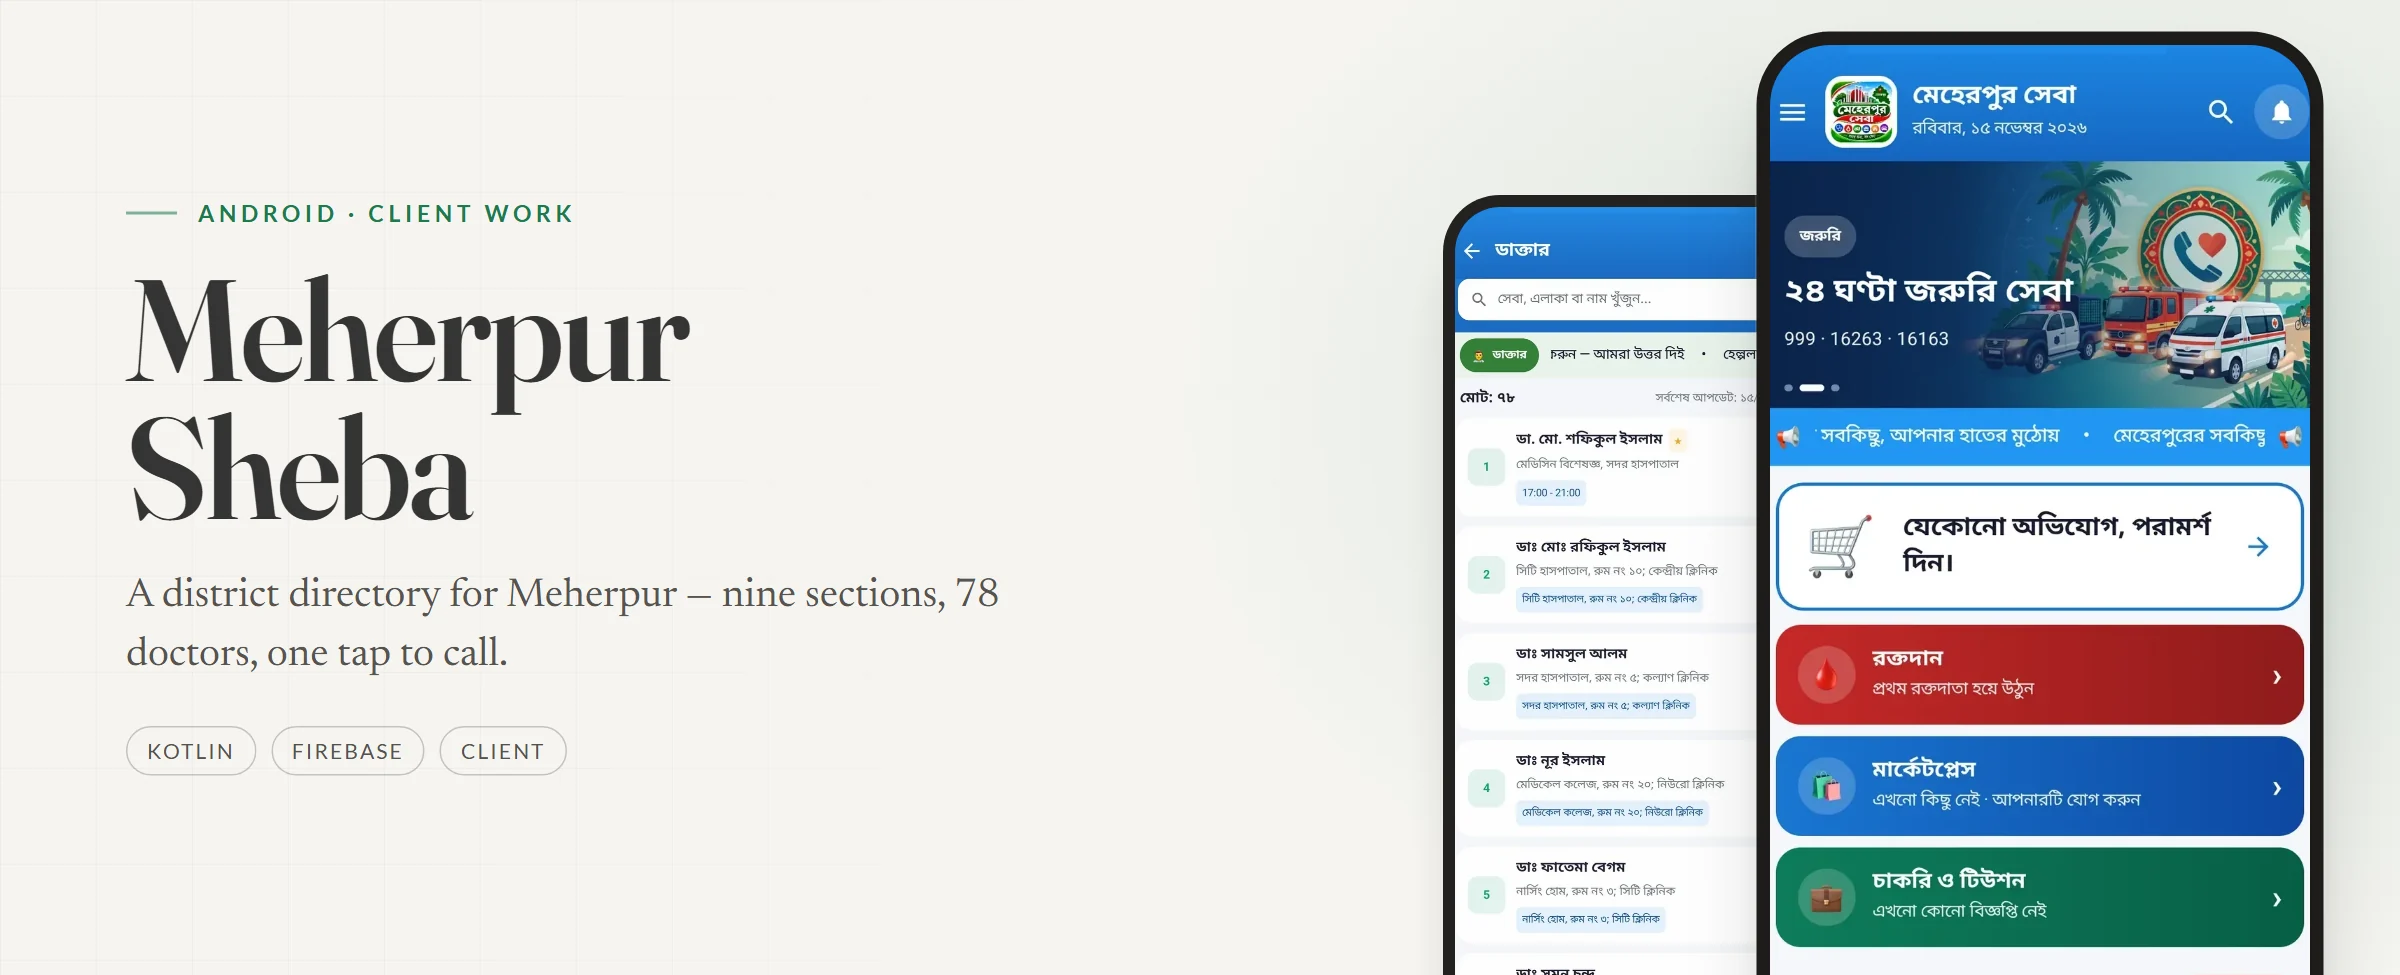 ANDROID · CLIENT WORK
Meherpur
Sheba
A district directory for Meherpur – nine sections, 78
doctors, one tap to call.
KOTLIN
FIREBASE
CLIENT
ডাক্তার
সেবা, এলাকা বা নাম খুঁজুন...
ডাক্তার
করুন – আমরা উত্তর দিই •
মোট: ৭৮
সর্বশেষ আপডেট:
1
ডা. মো. শফিকুল ইসলাম
মেডিসিন বিশেষজ্ঞ, সদর হাসপাতাল
17:00 - 21:00
2
ডাঃ মোঃ রফিকুল ইসলাম
সিটি হাসপাতাল, রুম নং ১০; কেন্দ্রীয় ক্লিনিক
সিটি হাসপাতাল, রুম নং ১০; কেন্দ্রীয় ক্লিনিক
3
ডাঃ সামসুল আলম
সদর হাসপাতাল, রুম নং ৫; কল্যাণ ক্লিনিক
সদর হাসপাতাল, রুম নং ৫; কল্যাণ ক্লিনিক
4
ডাঃ নূর ইসলাম
মেডিকেল কলেজ, রুম নং ২০; নিউরো ক্লিনিক
মেডিকেল কলেজ, রুম নং ২০; নিউরো ক্লিনিক
5
ডাঃ ফাতেমা বেগম
নার্সিং হোম, রুম নং ৩; সিটি ক্লিনিক
নার্সিং হোম, রুম নং ৩; সিটি ক্লিনিক
মেহেরপুর
সেবা
মেহেরপুর সেবা
রবিবার, ১৫ নভেম্বর ২০২৬
জরুরি
২৪ ঘণ্টা জরুরি সেবা
999 · 16263 · 16163
সবকিছু, আপনার হাতের মুঠোয় • মেহেরপুরের সবকিছু
যেকোনো অভিযোগ, পরামর্শ
দিন।
রক্তদান
প্রথম রক্তদাতা হয়ে উঠুন
মার্কেটপ্লেস
এখনো কিছু নেই · আপনারটি যোগ করুন
চাকরি ও টিউশন
এখনো কোনো বিজ্ঞপ্তি নেই